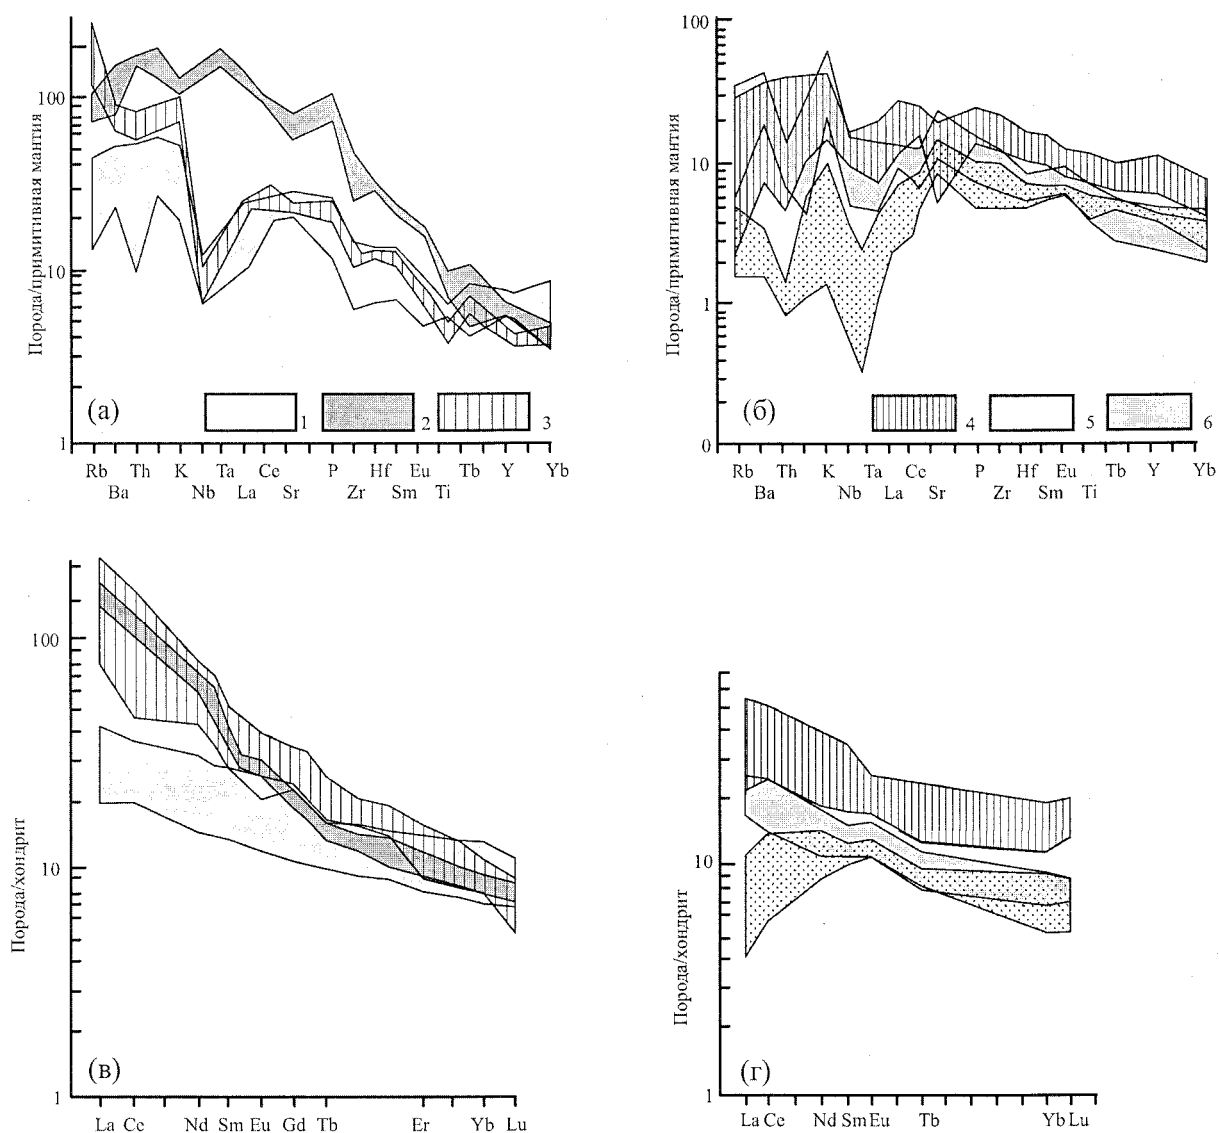 (а)
Порода/примитивная мантия
100
10
1
1 2 3
Rb Th K Ta Ce P Hf Eu Tb Y Yb
Ba Nb La Sr Zr Sm Ti
(б)
Порода/примитивная мантия
100
10
1
0
4 5 6
Rb Th K Ta Ce P Hf Eu Tb Y Yb
Ba Nb La Sr Zr Sm Ti
(в)
Порода/хондрит
100
10
1
La Ce Nd Sm Eu Gd Tb Er Yb Lu
(г)
Порода/хондрит
10
1
La Ce Nd Sm Eu Tb Yb Lu